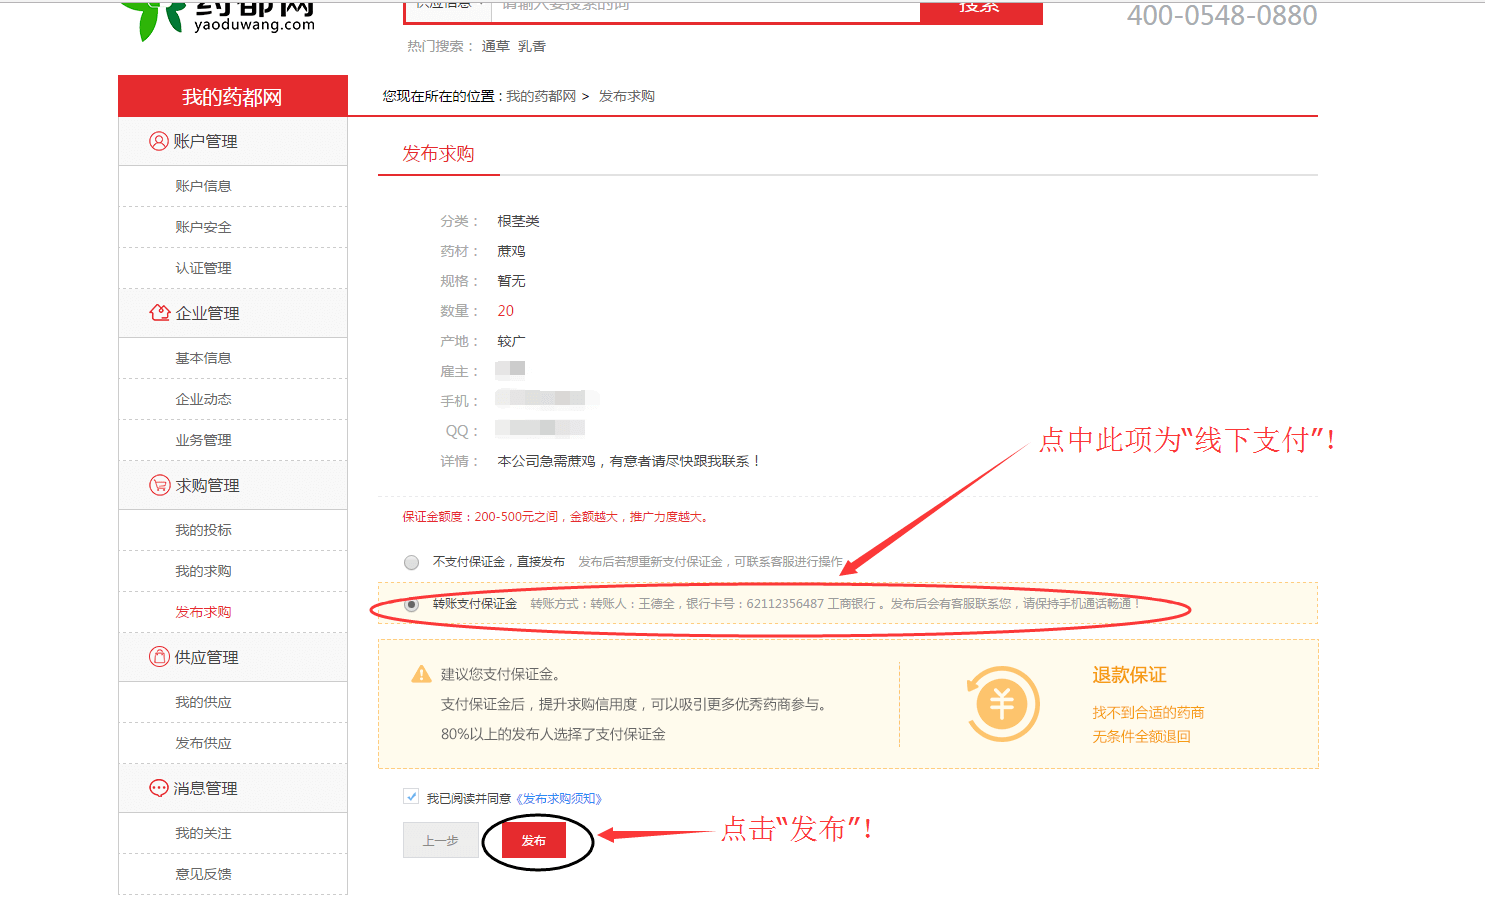 药都网
yaoduwang.com
供应信息 请输入要搜索的词 搜索
400-0548-0880
热门搜索： 通草 乳香
我的药都网
您现在所在的位置 : 我的药都网 > 发布求购
账户管理
账户信息
账户安全
认证管理
企业管理
基本信息
企业动态
业务管理
求购管理
我的投标
我的求购
发布求购
供应管理
我的供应
发布供应
消息管理
我的关注
意见反馈
发布求购
分类： 根茎类
药材： 蔗鸡
规格： 暂无
数量： 20
产地： 较广
雇主：
手机：
QQ：
详情： 本公司急需蔗鸡，有意者请尽快跟我联系！
点中此项为“线下支付”！
保证金额度：200-500元之间，金额越大，推广力度越大。
不支付保证金，直接发布 发布后若想重新支付保证金，可联系客服进行操作
转账支付保证金 转账方式：转账人：王德全，银行卡号：62112356487 工商银行 。发布后会有客服联系您，请保持手机通话畅通！
建议您支付保证金。
支付保证金后，提升求购信用度，可以吸引更多优秀药商参与。
80%以上的发布人选择了支付保证金
¥
退款保证
找不到合适的药商
无条件全额退回
我已阅读并同意《发布求购须知》
上一步 发布
点击“发布”！